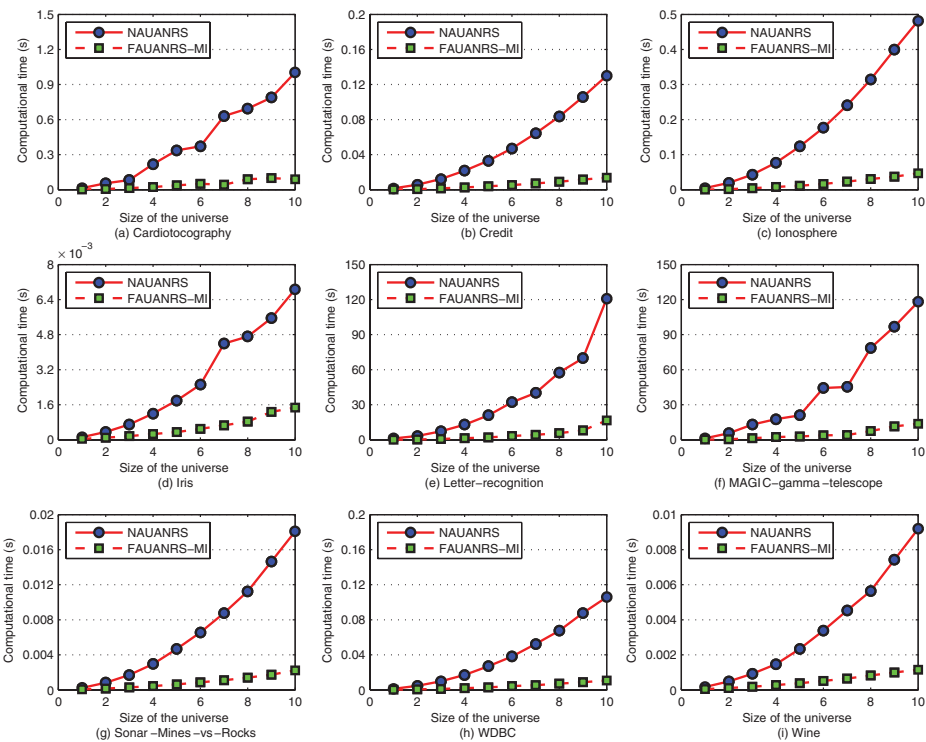 1.5
1.2
0.9
0.6
0.3
0
Computational time (s)
NAUANRS
FAUANRS−MI
0 2 4 6 8 10
Size of the universe
(a) Cardiotocography
0.2
0.16
0.12
0.08
0.04
0
Computational time (s)
NAUANRS
FAUANRS−MI
0 2 4 6 8 10
Size of the universe
(b) Credit
0.5
0.4
0.3
0.2
0.1
0
Computational time (s)
NAUANRS
FAUANRS−MI
0 2 4 6 8 10
Size of the universe
(c) Ionosphere
× 10−3
8
6.4
4.8
3.2
1.6
0
Computational time (s)
NAUANRS
FAUANRS−MI
0 2 4 6 8 10
Size of the universe
(d) Iris
150
120
90
60
30
0
Computational time (s)
NAUANRS
FAUANRS−MI
0 2 4 6 8 10
Size of the universe
(e) Letter−recognition
150
120
90
60
30
0
Computational time (s)
NAUANRS
FAUANRS−MI
0 2 4 6 8 10
Size of the universe
(f) MAGIC−gamma−telescope
0.02
0.016
0.012
0.008
0.004
0
Computational time (s)
NAUANRS
FAUANRS−MI
0 2 4 6 8 10
Size of the universe
(g) Sonar−Mines−vs−Rocks
0.2
0.16
0.12
0.08
0.04
0
Computational time (s)
NAUANRS
FAUANRS−MI
0 2 4 6 8 10
Size of the universe
(h) WDBC
0.01
0.008
0.006
0.004
0.002
0
Computational time (s)
NAUANRS
FAUANRS−MI
0 2 4 6 8 10
Size of the universe
(i) Wine